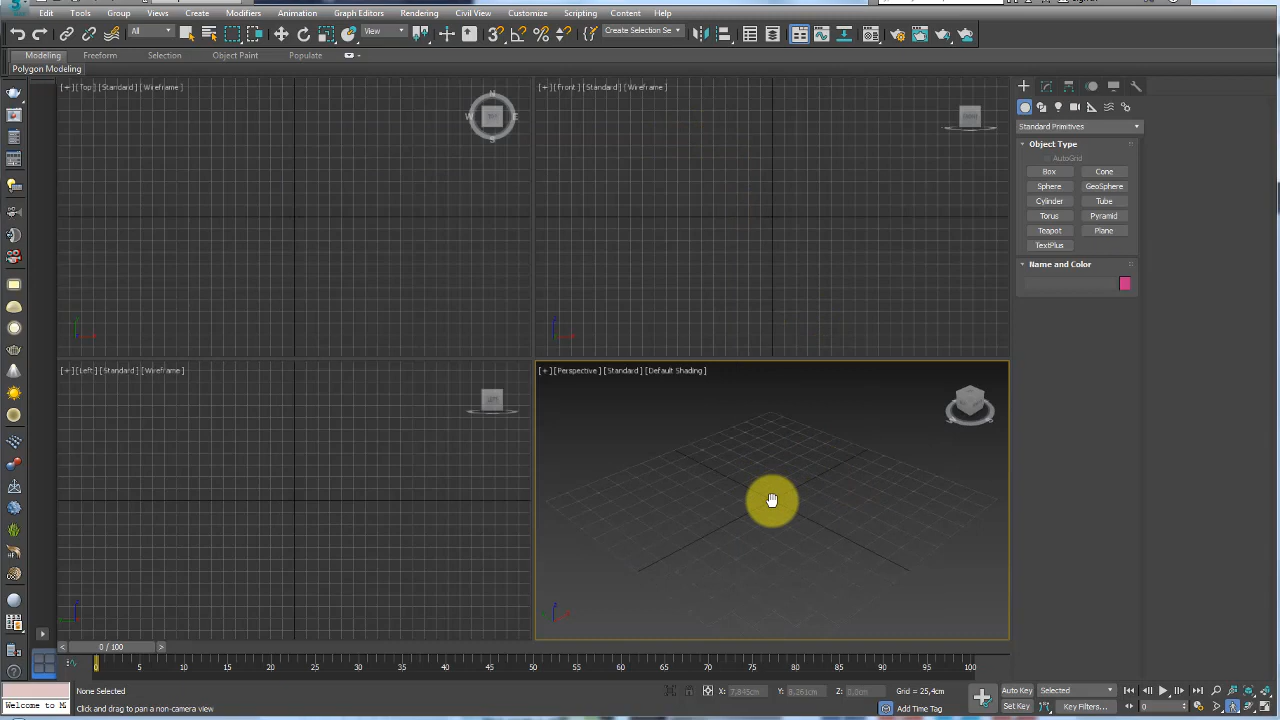 Edit Tools Group Views Create Modifiers Animation Graph Editors Rendering Civil View Customize Scripting Content Help
All View Create Selection Se
Modeling Freeform Selection Object Paint Populate
Polygon Modeling
[+][Top][Standard][Wireframe]
[+][Front][Standard][Wireframe]
N
W E
S
Standard Primitives
Object Type
AutoGrid
Box Cone
Sphere GeoSphere
Cylinder Tube
Torus Pyramid
Teapot Plane
TextPlus
Name and Color
[+][Left][Standard][Wireframe]
[+][Perspective][Standard][Default Shading]
< 0 / 100 >
0 5 10 15 20 25 30 35 40 45 50 55 60 65 70 75 80 85 90 95 100
None Selected X: 7,845cm Y: 8,261cm Z: 0,0cm Grid = 25,4cm Auto Key Selected
Welcome to M Click and drag to pan a non-camera view Add Time Tag Set Key Key Filters... 0